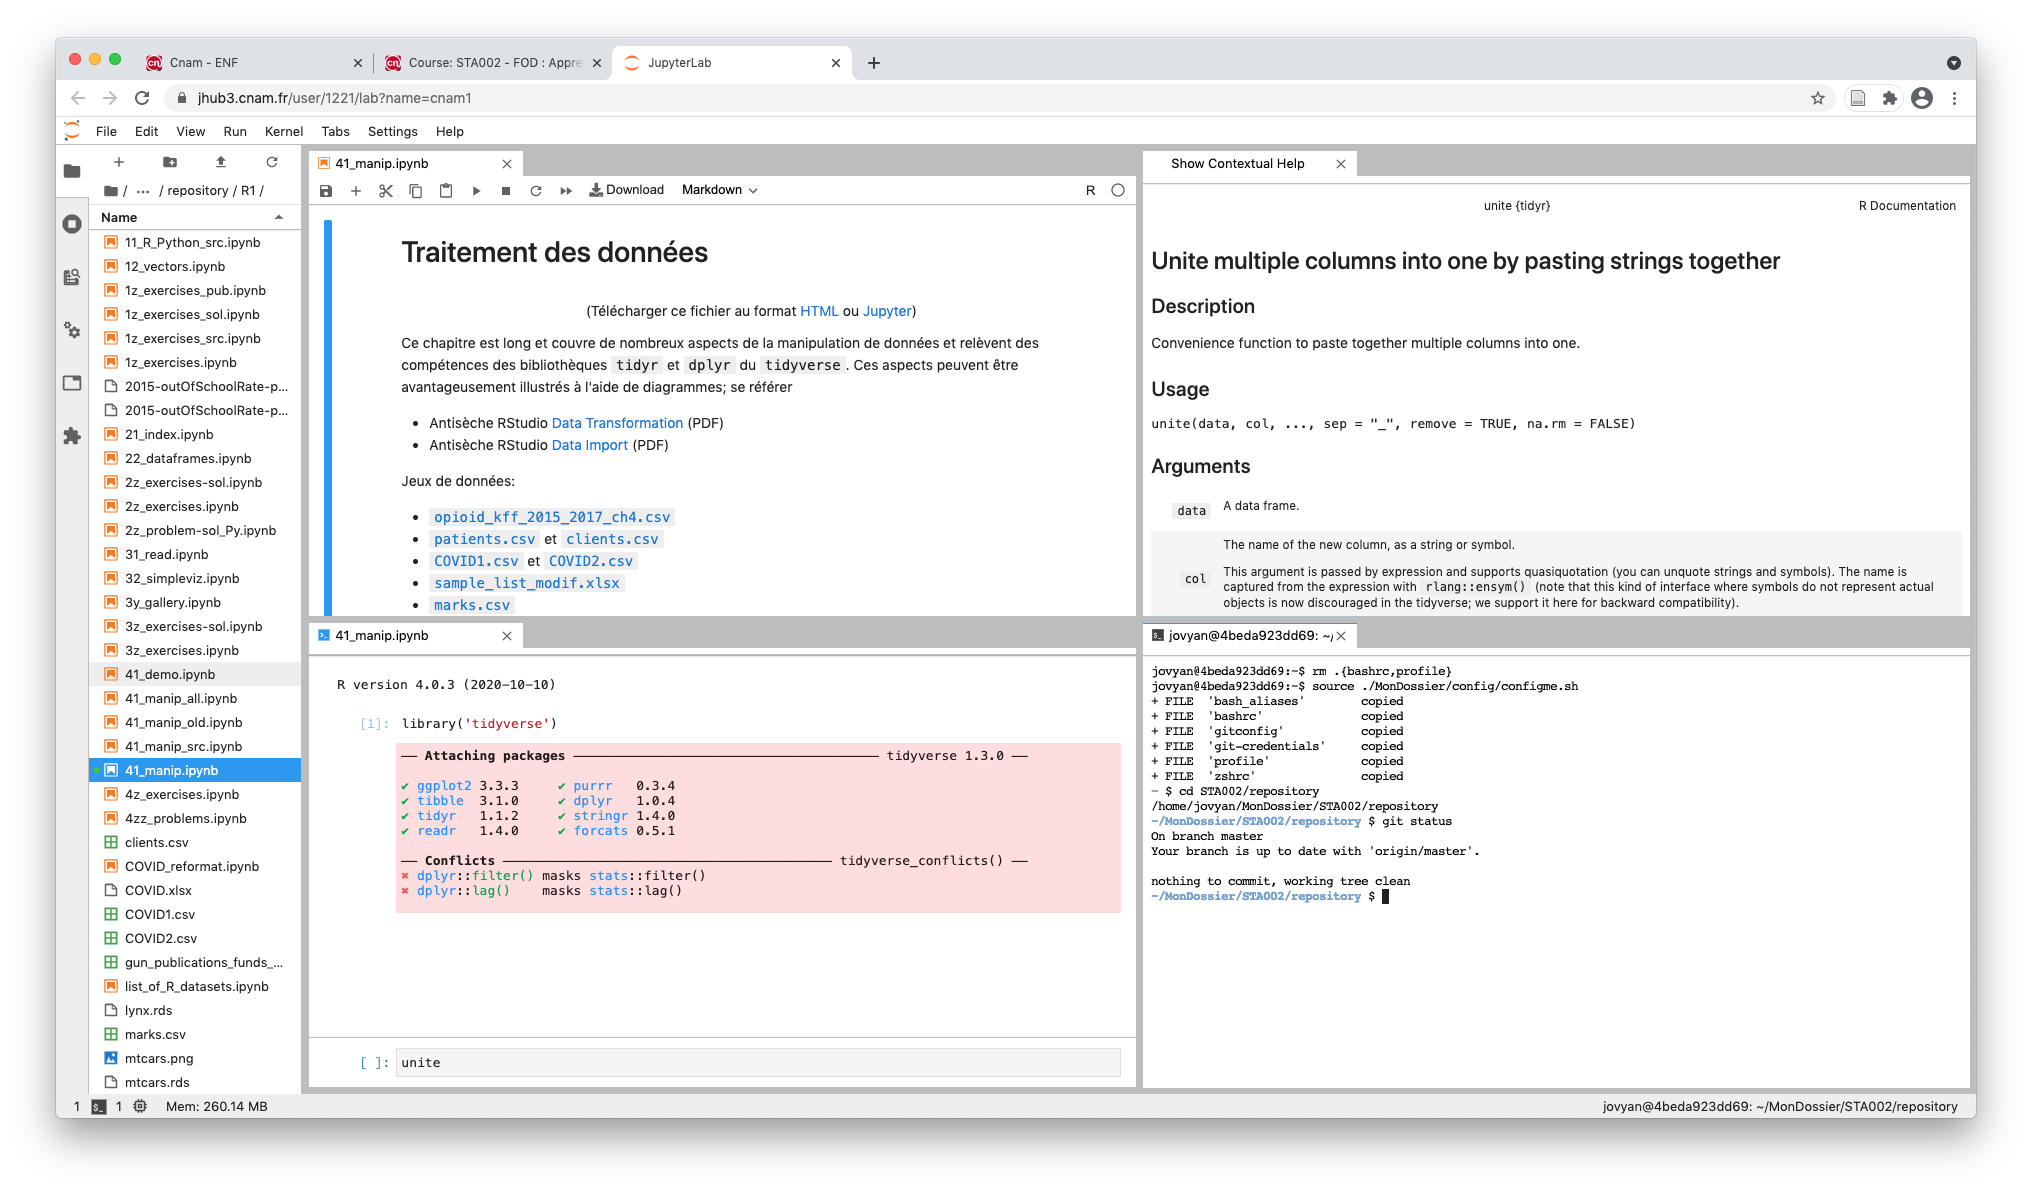 Cnam - ENF
Course: STA002 - FOD : Appre
JupyterLab
jhub3.cnam.fr/user/1221/lab?name=cnam1
File Edit View Run Kernel Tabs Settings Help
/ ··· / repository / R1 /
Name
11_R_Python_src.ipynb
12_vectors.ipynb
1z_exercises_pub.ipynb
1z_exercises_sol.ipynb
1z_exercises_src.ipynb
1z_exercises.ipynb
2015-outOfSchoolRate-p...
2015-outOfSchoolRate-p...
21_index.ipynb
22_dataframes.ipynb
2z_exercises-sol.ipynb
2z_exercises.ipynb
2z_problem-sol_Py.ipynb
31_read.ipynb
32_simpleviz.ipynb
3y_gallery.ipynb
3z_exercises-sol.ipynb
3z_exercises.ipynb
41_demo.ipynb
41_manip_all.ipynb
41_manip_old.ipynb
41_manip_src.ipynb
41_manip.ipynb
4z_exercises.ipynb
4zz_problems.ipynb
clients.csv
COVID_reformat.ipynb
COVID.xlsx
COVID1.csv
COVID2.csv
gun_publications_funds_...
list_of_R_datasets.ipynb
lynx.rds
marks.csv
mtcars.png
mtcars.rds
41_manip.ipynb
Download Markdown R
Traitement des données
(Télécharger ce fichier au format HTML ou Jupyter)
Ce chapitre est long et couvre de nombreux aspects de la manipulation de données et relèvent des
compétences des bibliothèques tidyr et dplyr du tidyverse. Ces aspects peuvent être
avantageusement illustrés à l'aide de diagrammes; se référer
• Antisèche RStudio Data Transformation (PDF)
• Antisèche RStudio Data Import (PDF)
Jeux de données:
• opioid_kff_2015_2017_ch4.csv
• patients.csv et clients.csv
• COVID1.csv et COVID2.csv
• sample_list_modif.xlsx
• marks.csv
Show Contextual Help
unite {tidyr} R Documentation
Unite multiple columns into one by pasting strings together
Description
Convenience function to paste together multiple columns into one.
Usage
unite(data, col, ..., sep = "_", remove = TRUE, na.rm = FALSE)
Arguments
data A data frame.
The name of the new column, as a string or symbol.
col This argument is passed by expression and supports quasiquotation (you can unquote strings and symbols). The name is
captured from the expression with rlang::ensym() (note that this kind of interface where symbols do not represent actual
objects is now discouraged in the tidyverse; we support it here for backward compatibility).
41_manip.ipynb
R version 4.0.3 (2020-10-10)
[1]: library('tidyverse')
── Attaching packages ─────────────────────────────────────── tidyverse 1.3.0 ──
✔ ggplot2 3.3.3 ✔ purrr 0.3.4
✔ tibble 3.1.0 ✔ dplyr 1.0.4
✔ tidyr 1.1.2 ✔ stringr 1.4.0
✔ readr 1.4.0 ✔ forcats 0.5.1
── Conflicts ────────────────────────────────────────── tidyverse_conflicts() ──
✖ dplyr::filter() masks stats::filter()
✖ dplyr::lag() masks stats::lag()
[ ]: unite
jovyan@4beda923dd69: ~/
jovyan@4beda923dd69:~$ rm .{bashrc,profile}
jovyan@4beda923dd69:~$ source ./MonDossier/config/configme.sh
+ FILE 'bash_aliases' copied
+ FILE 'bashrc' copied
+ FILE 'gitconfig' copied
+ FILE 'git-credentials' copied
+ FILE 'profile' copied
+ FILE 'zshrc' copied
~ $ cd STA002/repository
/home/jovyan/MonDossier/STA002/repository
~/MonDossier/STA002/repository $ git status
On branch master
Your branch is up to date with 'origin/master'.
nothing to commit, working tree clean
~/MonDossier/STA002/repository $
1 $_ 1 Mem: 260.14 MB
jovyan@4beda923dd69: ~/MonDossier/STA002/repository